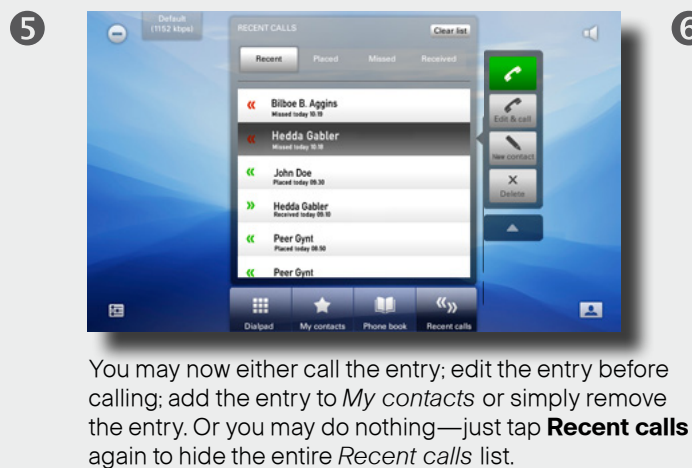 5
6
Default
(1152 kbps)
RECENT CALLS
Clear list
Recent Placed Missed Received
Bilboe B. Aggins
Missed today 10:19
Hedda Gabler
Missed today 10:18
John Doe
Placed today 09:30
Hedda Gabler
Received today 09:10
Peer Gynt
Placed today 08:50
Peer Gynt
Edit & call
New contact
Delete
Dialpad My contacts Phone book Recent calls
You may now either call the entry; edit the entry before
calling; add the entry to My contacts or simply remove
the entry. Or you may do nothing—just tap Recent calls
again to hide the entire Recent calls list.